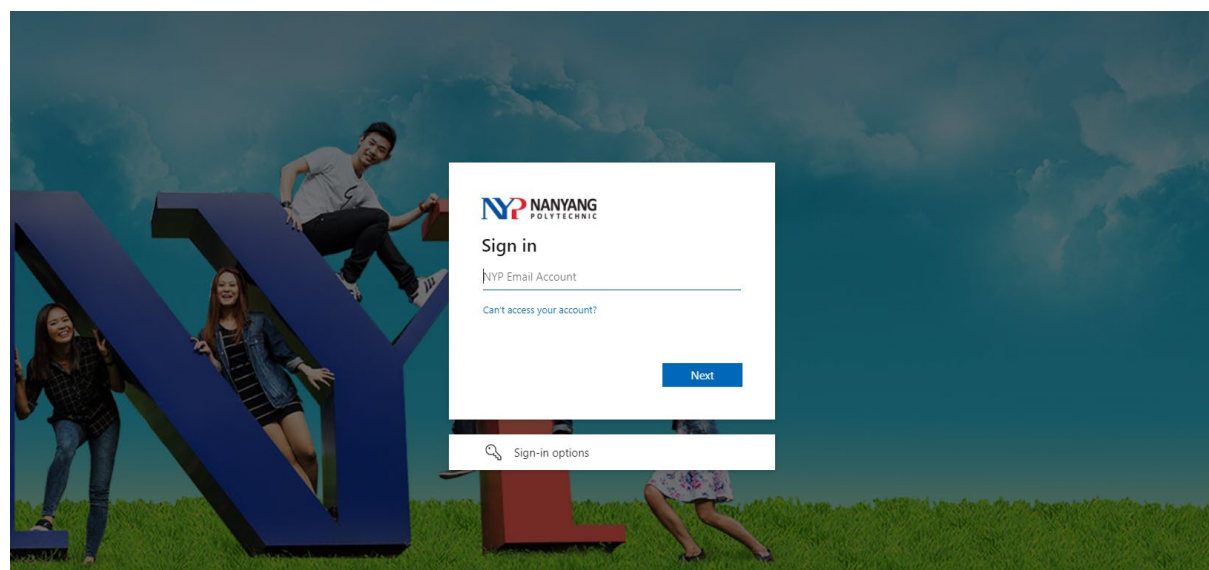 NYP NANYANG
POLYTECHNIC
Sign in
NYP Email Account
Can't access your account?
Next
Sign-in options